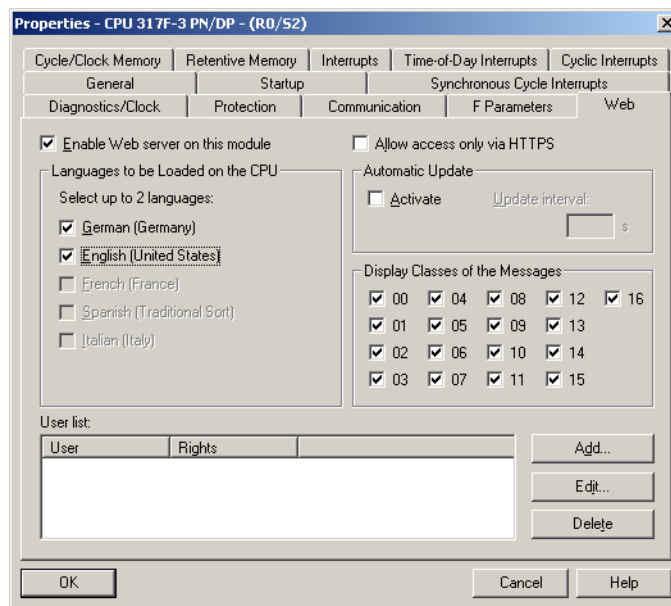 Properties - CPU 317F-3 PN/DP - (R0/S2)
Cycle/Clock Memory Retentive Memory Interrupts Time-of-Day Interrupts Cyclic Interrupts
General Startup Synchronous Cycle Interrupts
Diagnostics/Clock Protection Communication F Parameters Web
Enable Web server on this module
Allow access only via HTTPS
Languages to be Loaded on the CPU
Select up to 2 languages:
German (Germany)
English (United States)
French (France)
Spanish (Traditional Sort)
Italian (Italy)
Automatic Update
Activate Update interval:
s
Display Classes of the Messages
00 04 08 12 16
01 05 09 13
02 06 10 14
03 07 11 15
User list:
User Rights
Add...
Edit...
Delete
OK Cancel Help